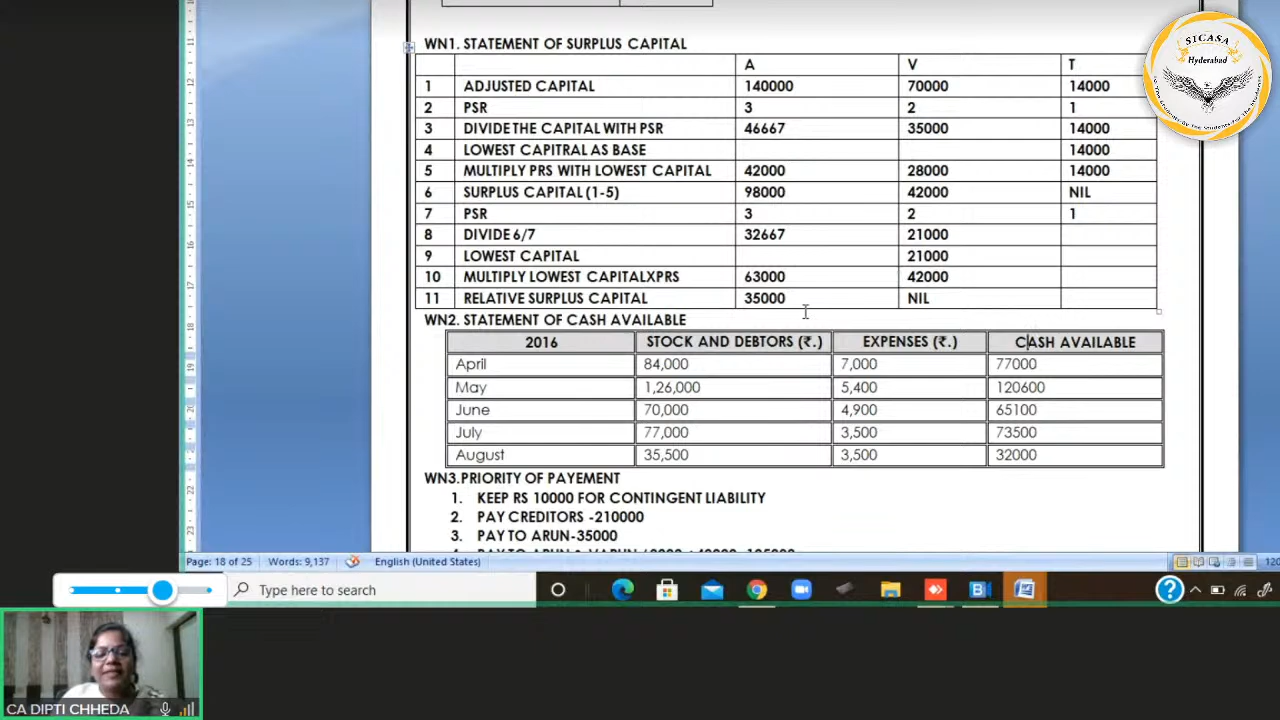 SICASA
Hyderabad
WN1. STATEMENT OF SURPLUS CAPITAL
A V T
1 ADJUSTED CAPITAL 140000 70000 14000
2 PSR 3 2 1
3 DIVIDE THE CAPITAL WITH PSR 46667 35000 14000
4 LOWEST CAPITRAL AS BASE 14000
5 MULTIPLY PRS WITH LOWEST CAPITAL 42000 28000 14000
6 SURPLUS CAPITAL (1-5) 98000 42000 NIL
7 PSR 3 2 1
8 DIVIDE 6/7 32667 21000
9 LOWEST CAPITAL 21000
10 MULTIPLY LOWEST CAPITALXPRS 63000 42000
11 RELATIVE SURPLUS CAPITAL 35000 NIL
WN2. STATEMENT OF CASH AVAILABLE
2016 STOCK AND DEBTORS (₹.) EXPENSES (₹.) CASH AVAILABLE
April 84,000 7,000 77000
May 1,26,000 5,400 120600
June 70,000 4,900 65100
July 77,000 3,500 73500
August 35,500 3,500 32000
WN3.PRIORITY OF PAYEMENT
1. KEEP RS 10000 FOR CONTINGENT LIABILITY
2. PAY CREDITORS -210000
3. PAY TO ARUN-35000
Page: 18 of 25 Words: 9,137 English (United States) 120
Type here to search
CA DIPTI CHHEDA